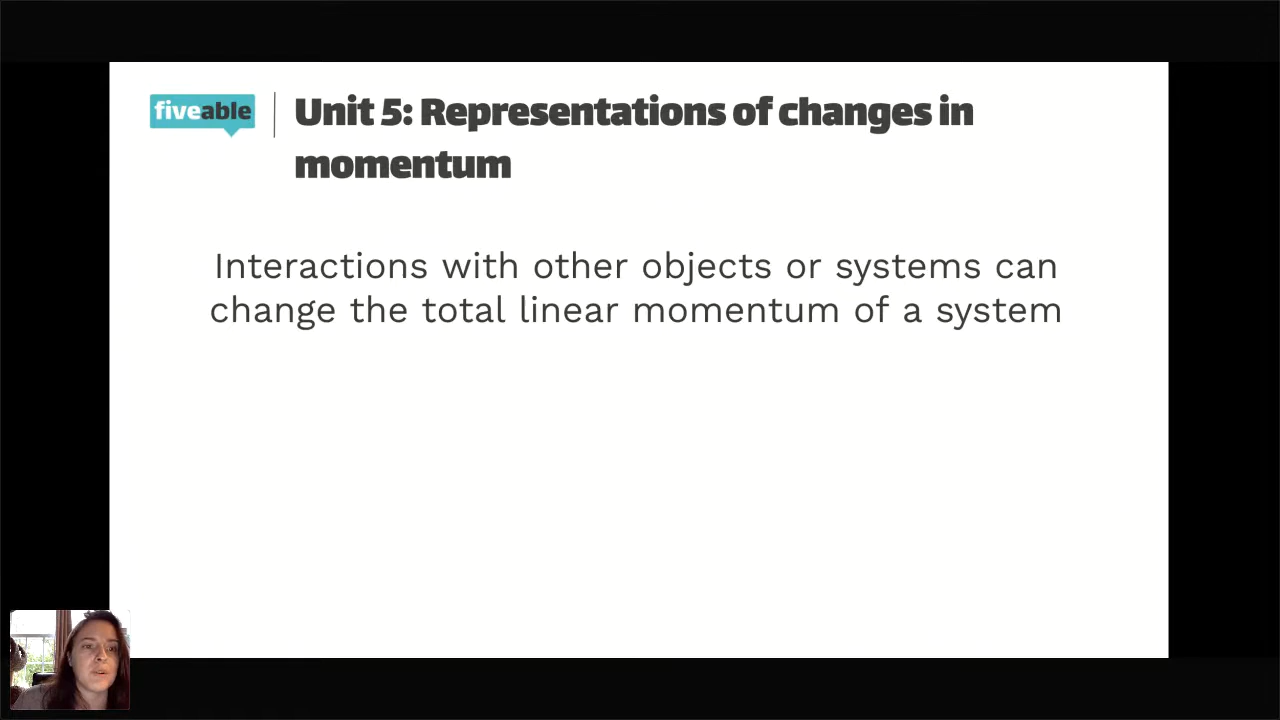 fiveable
Unit 5: Representations of changes in
momentum
Interactions with other objects or systems can
change the total linear momentum of a system